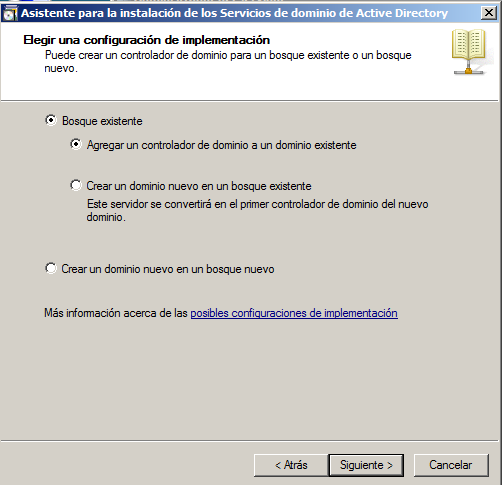 Asistente para la instalación de los Servicios de dominio de Active Directory
Elegir una configuración de implementación
Puede crear un controlador de dominio para un bosque existente o un bosque
nuevo.
Bosque existente
Agregar un controlador de dominio a un dominio existente
Crear un dominio nuevo en un bosque existente
Este servidor se convertirá en el primer controlador de dominio del nuevo
dominio.
Crear un dominio nuevo en un bosque nuevo
Más información acerca de las posibles configuraciones de implementación
< Atrás
Siguiente >
Cancelar